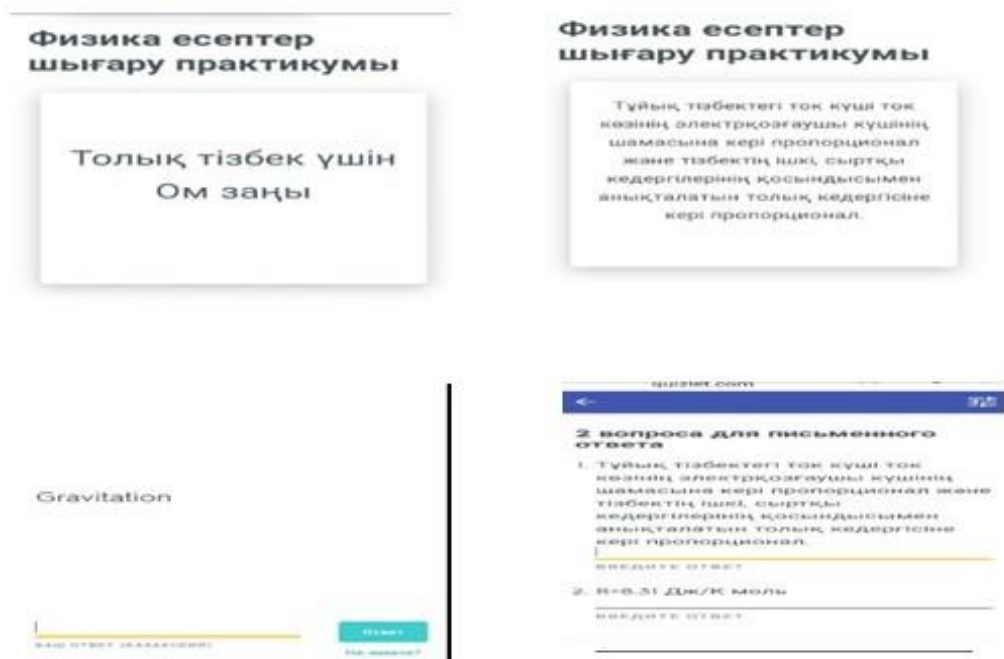 Физика есептер
шығару практикумы
Толық тізбек үшін
Ом заңы
Физика есептер
шығару практикумы
Тұйық тізбектегі ток күші ток
көзінің электрқозғаушы күшінің
шамасына кері пропорционал
және тізбектің ішкі, сыртқы
кедергілерінің қосындысымен
анықталатын толық кедергісіне
кері пропорционал.
Gravitation
ВАШ ОТВЕТ
Ответ
Не знаете?
quizlet.com
2 вопроса для письменного
ответа
1. Тұйық тізбектегі ток күші ток
көзінің электрқозғаушы күшінің
шамасына кері пропорционал және
тізбектің ішкі, сыртқы
кедергілерінің қосындысымен
анықталатын толық кедергісіне
кері пропорционал.
ВВЕДИТЕ ОТВЕТ
2. R=8.31 Дж/К моль
ВВЕДИТЕ ОТВЕТ